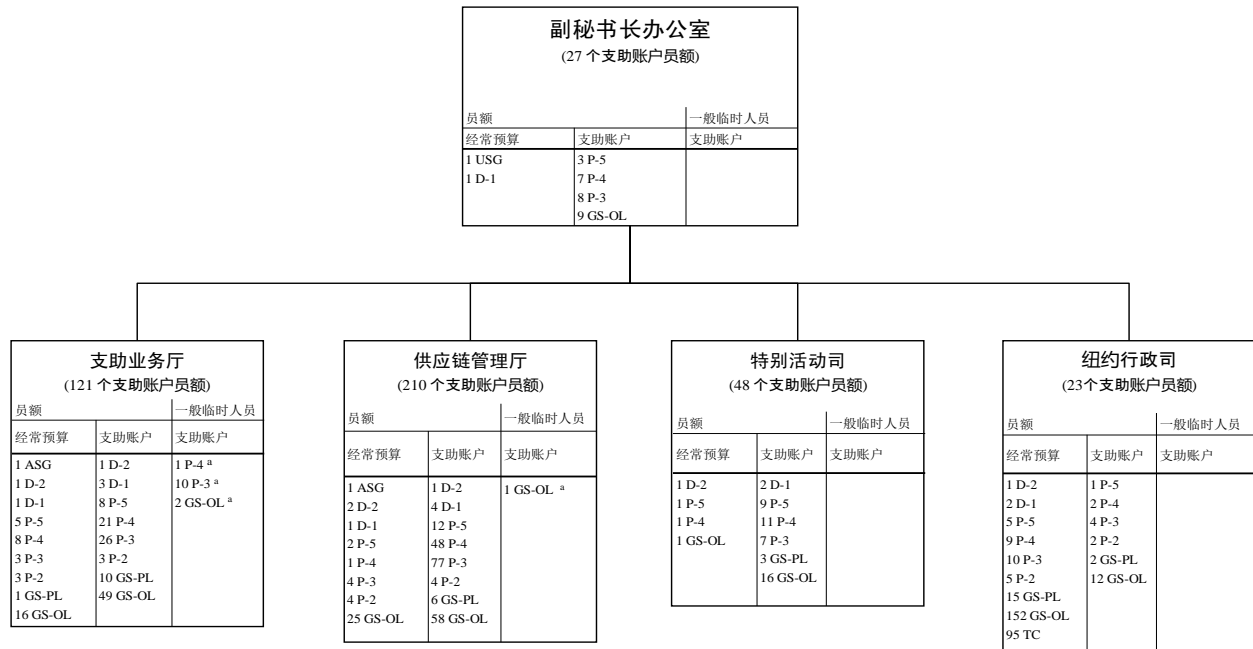 副秘书长办公室
(27 个支助账户员额)
员额 一般临时人员
经常预算 支助账户 支助账户
1 USG 3 P-5
1 D-1 7 P-4
8 P-3
9 GS-OL
支助业务厅
(121 个支助账户员额)
员额 一般临时人员
经常预算 支助账户 支助账户
1 ASG 1 D-2 1 P-4 a
1 D-2 3 D-1 10 P-3 a
1 D-1 8 P-5 2 GS-OL a
5 P-5 21 P-4
8 P-4 26 P-3
3 P-3 3 P-2
3 P-2 10 GS-PL
1 GS-PL 49 GS-OL
16 GS-OL
供应链管理厅
(210 个支助账户员额)
员额 一般临时人员
经常预算 支助账户 支助账户
1 ASG 1 D-2 1 GS-OL a
2 D-2 4 D-1
1 D-1 12 P-5
2 P-5 48 P-4
1 P-4 77 P-3
4 P-3 4 P-2
4 P-2 6 GS-PL
25 GS-OL 58 GS-OL
特别活动司
(48 个支助账户员额)
员额 一般临时人员
经常预算 支助账户 支助账户
1 D-2 2 D-1
1 P-5 9 P-5
1 P-4 11 P-4
1 GS-OL 7 P-3
3 GS-PL
16 GS-OL
纽约行政司
(23个支助账户员额)
员额 一般临时人员
经常预算 支助账户 支助账户
1 D-2 1 P-5
2 D-1 2 P-4
5 P-5 4 P-3
9 P-4 2 P-2
10 P-3 2 GS-PL
5 P-2 12 GS-OL
15 GS-PL
152 GS-OL
95 TC